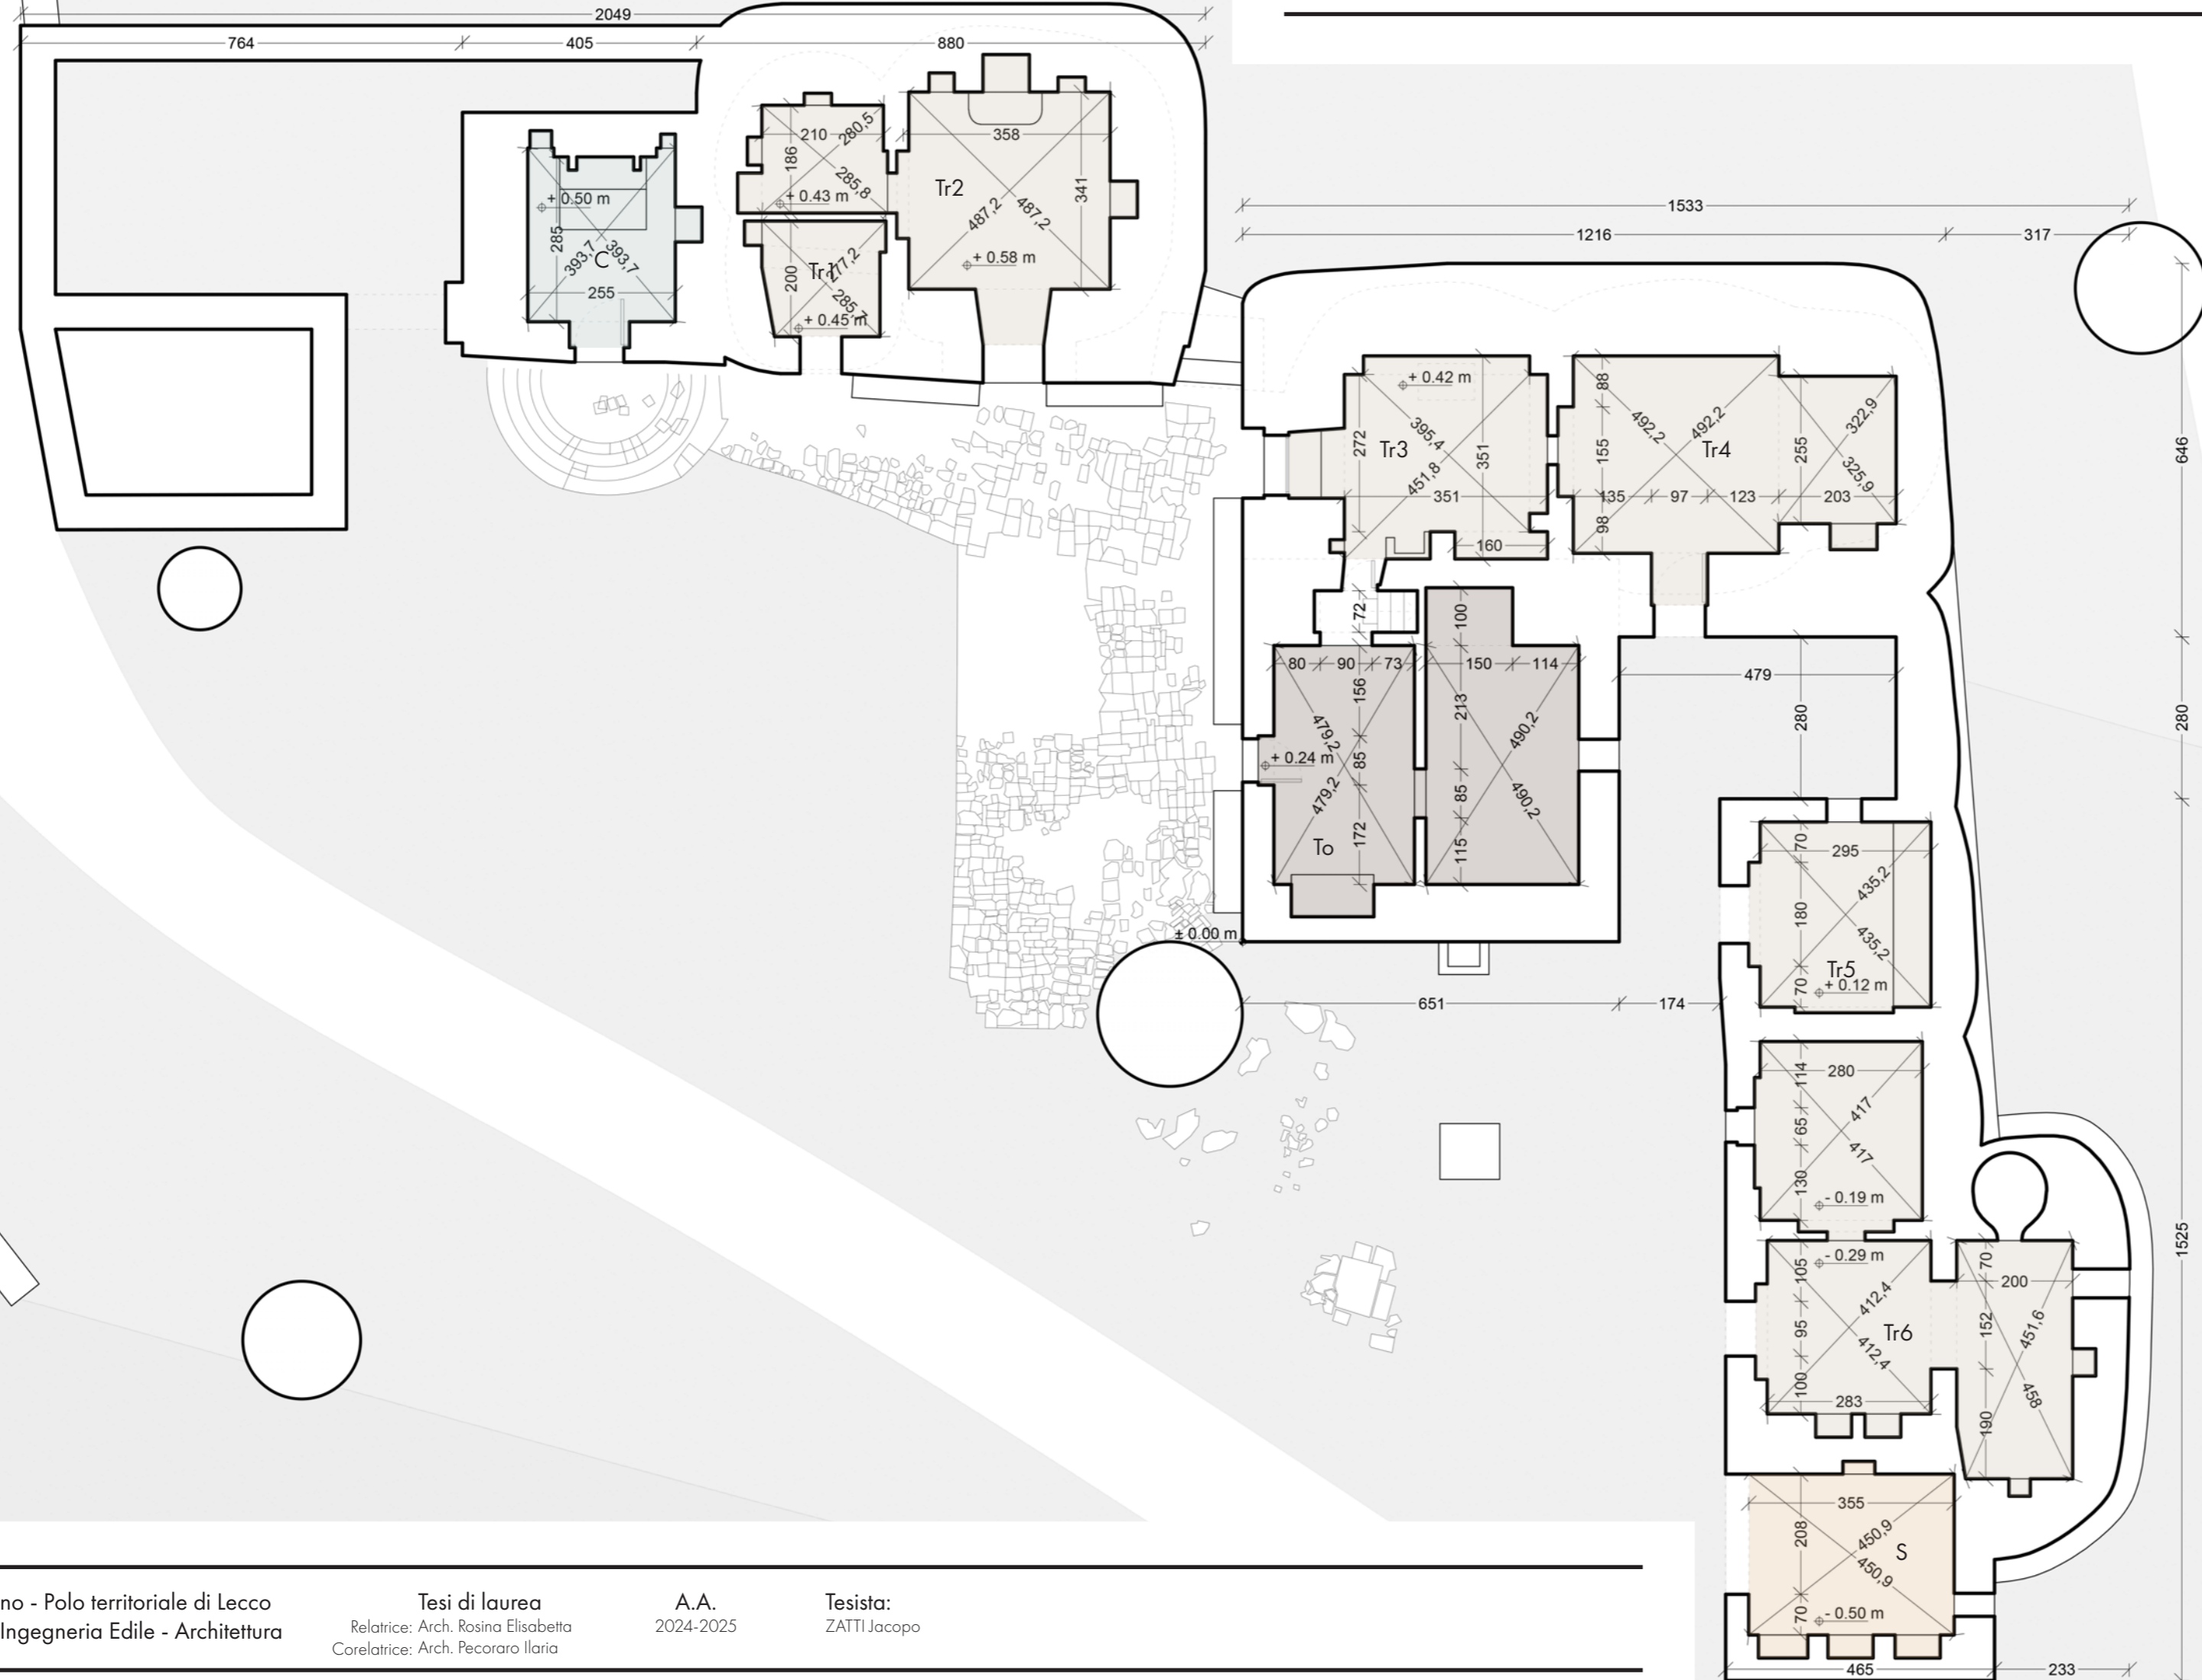 2049
764 405 880
210 280,5 358
186 285,8 341
+ 0.50 m + 0.43 m Tr2
285 393,7 393,7 487,2 487,2
C 200 Tr1 277,2 + 0.58 m
255 285,7
+ 0.45 m
1533
1216 317
+ 0.42 m 88
272 395,4 351 492,2 492,2 255 322,9
Tr3 155 Tr4
451,8 325,9
351 135 97 123 203
98
160
646
72 100
80 90 73 150 114
156 213
479
280 280
479,2 490,2
+ 0.24 m 85
479,2 85 490,2
To 172 115
± 0.00 m
651 174
70 295
435,2
180
435,2
Tr5
70 + 0.12 m
114 280
417
65
417
130 - 0.19 m
- 0.29 m
105 70
200
412,4
95 152 451,6
Tr6
412,4
100 458
283
190
1525
355
208 450,9
S
450,9
70 - 0.50 m
465 233
no - Polo territoriale di Lecco
Ingegneria Edile - Architettura
Tesi di laurea
Relatrice: Arch. Rosina Elisabetta
Corelatrice: Arch. Pecoraro Ilaria
A.A.
2024-2025
Tesista:
ZATTI Jacopo